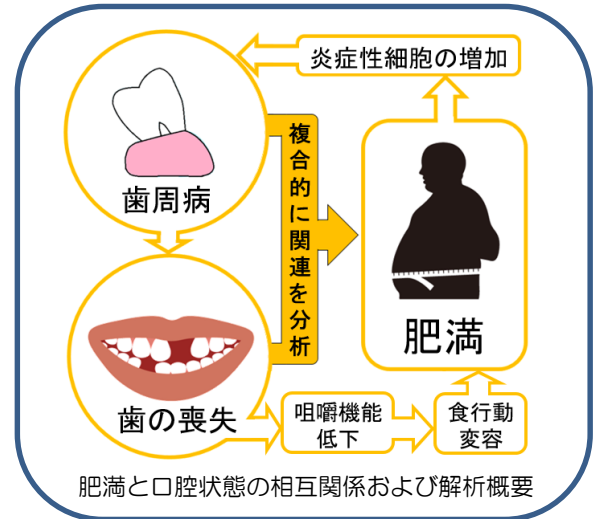 炎症性細胞の増加
歯周病
複合的に関連を分析
肥満
歯の喪失
咀嚼機能
低下
食行動
変容
肥満と口腔状態の相互関係および解析概要